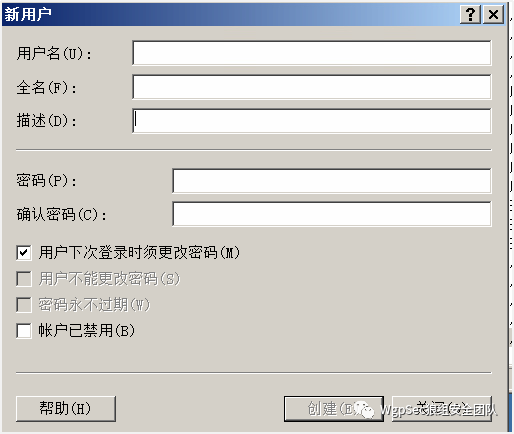 新用户
用户名(U):
全名(F):
描述(D):
密码(P):
确认密码(C):
用户下次登录时须更改密码(M)
用户不能更改密码(S)
密码永不过期(W)
帐户已禁用(B)
帮助(H) 创建(E) 关闭
WgpSec狼组安全团队